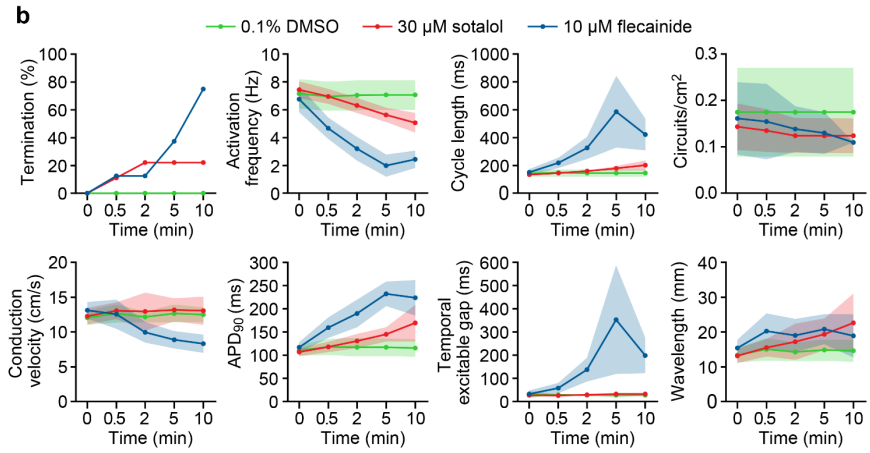 b
0.1% DMSO 30 µM sotalol 10 µM flecainide
Termination (%)
100
80
60
40
20
0
0 0.5 2 5 10
Time (min)
Activation
frequency (Hz)
10
8
6
4
2
0
0 0.5 2 5 10
Time (min)
Cycle length (ms)
1000
800
600
400
200
0
0 0.5 2 5 10
Time (min)
Circuits/cm²
0.3
0.2
0.1
0.0
0 0.5 2 5 10
Time (min)
Conduction
velocity (cm/s)
20
15
10
5
0
0 0.5 2 5 10
Time (min)
APD₉₀ (ms)
300
250
200
150
100
50
0
0 0.5 2 5 10
Time (min)
Temporal
excitable gap (ms)
600
500
400
300
200
100
0
0 0.5 2 5 10
Time (min)
Wavelength (mm)
40
30
20
10
0
0 0.5 2 5 10
Time (min)